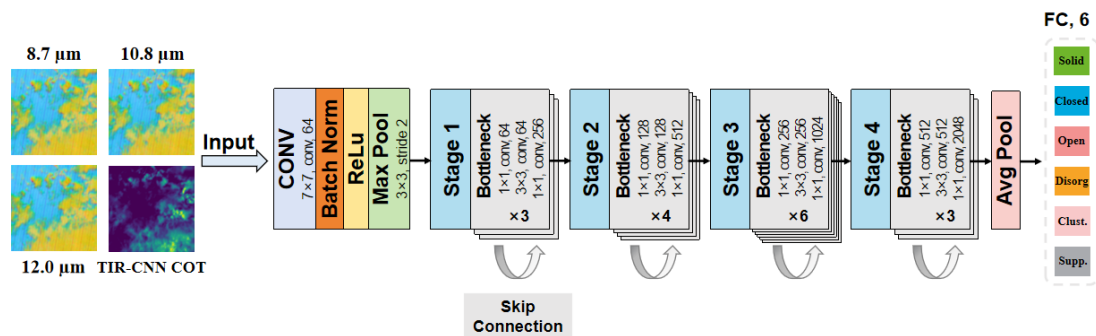 8.7 µm
10.8 µm
12.0 µm
TIR-CNN COT
Input
CONV
7×7, conv, 64
Batch Norm
ReLu
Max Pool
3×3, stride 2
Stage 1
Bottleneck
1×1, conv, 64
3×3, conv, 64
1×1, conv, 256
×3
Skip
Connection
Stage 2
Bottleneck
1×1, conv, 128
3×3, conv, 128
1×1, conv, 512
×4
Stage 3
Bottleneck
1×1, conv, 256
3×3, conv, 256
1×1, conv, 1024
×6
Stage 4
Bottleneck
1×1, conv, 512
3×3, conv, 512
1×1, conv, 2048
×3
Avg Pool
FC, 6
Solid
Closed
Open
Disorg
Clust.
Supp.